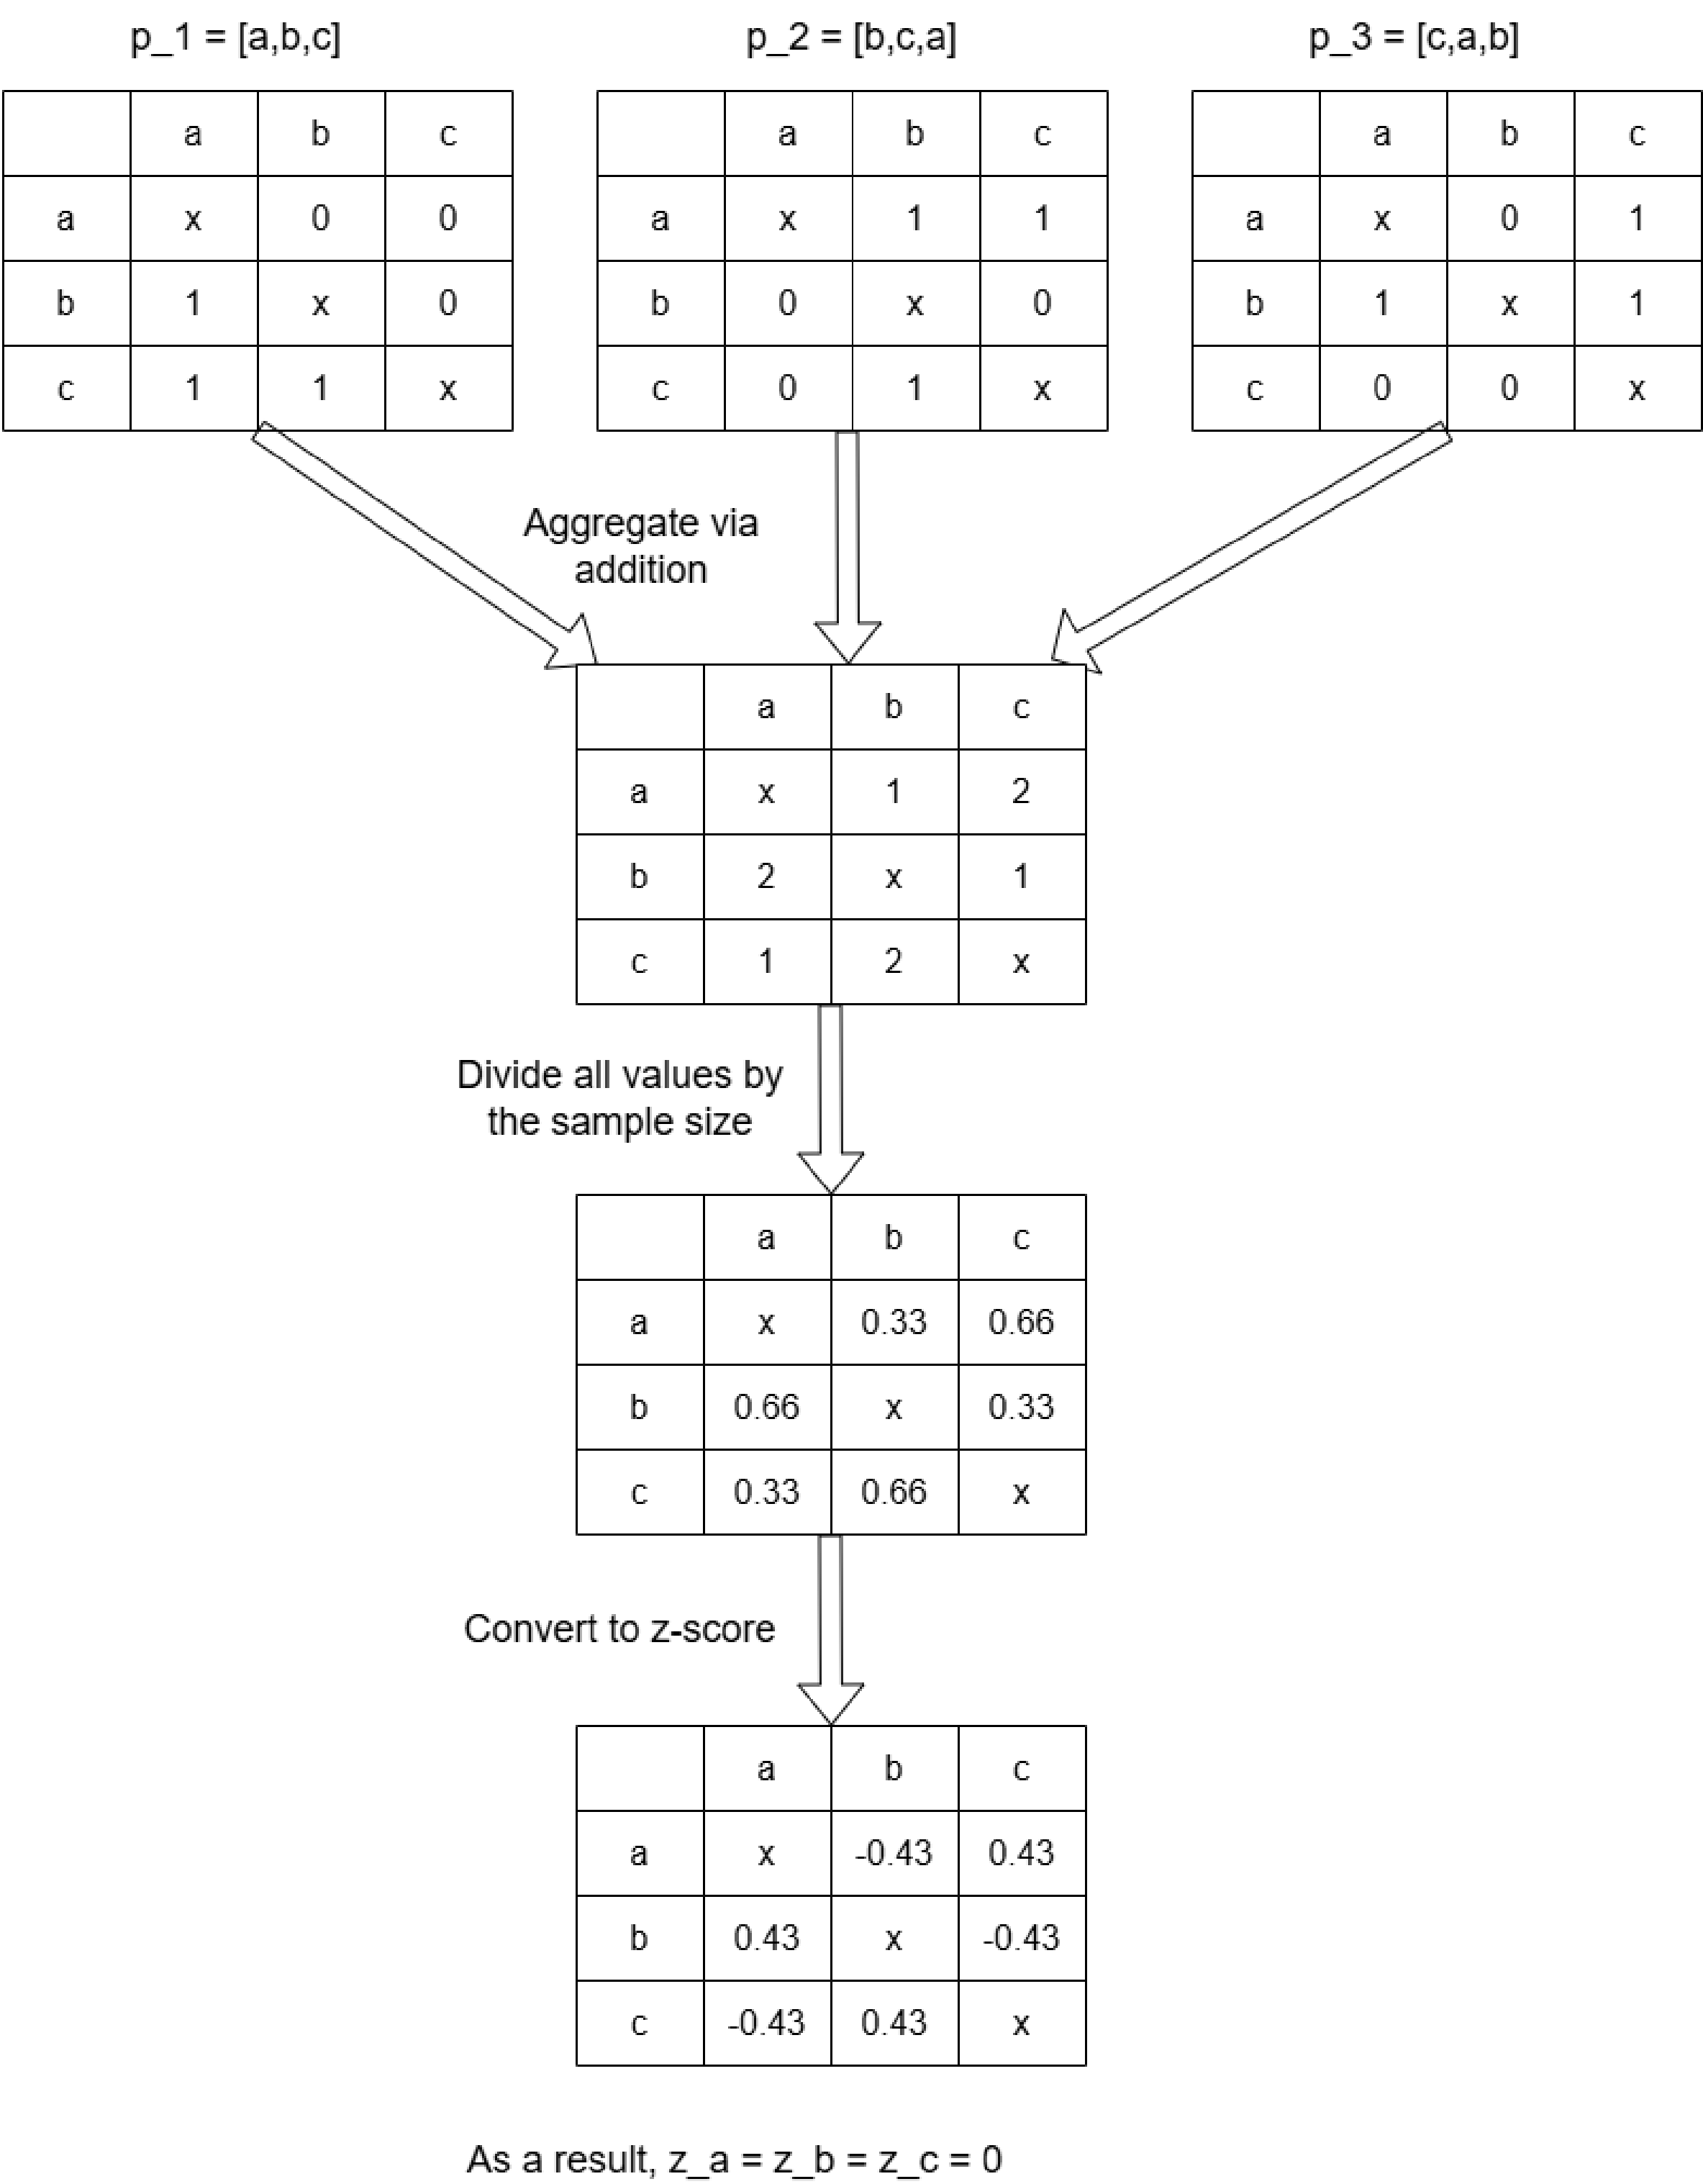 p_1 = [a,b,c] p_2 = [b,c,a] p_3 = [c,a,b]
a b c a b c a b c
a x 0 0 a x 1 1 a x 0 1
b 1 x 0 b 0 x 0 b 1 x 1
c 1 1 x c 0 1 x c 0 0 x
Aggregate via
addition
a b c
a x 1 2
b 2 x 1
c 1 2 x
Divide all values by
the sample size
a b c
a x 0.33 0.66
b 0.66 x 0.33
c 0.33 0.66 x
Convert to z-score
a b c
a x -0.43 0.43
b 0.43 x -0.43
c -0.43 0.43 x
As a result, z_a = z_b = z_c = 0